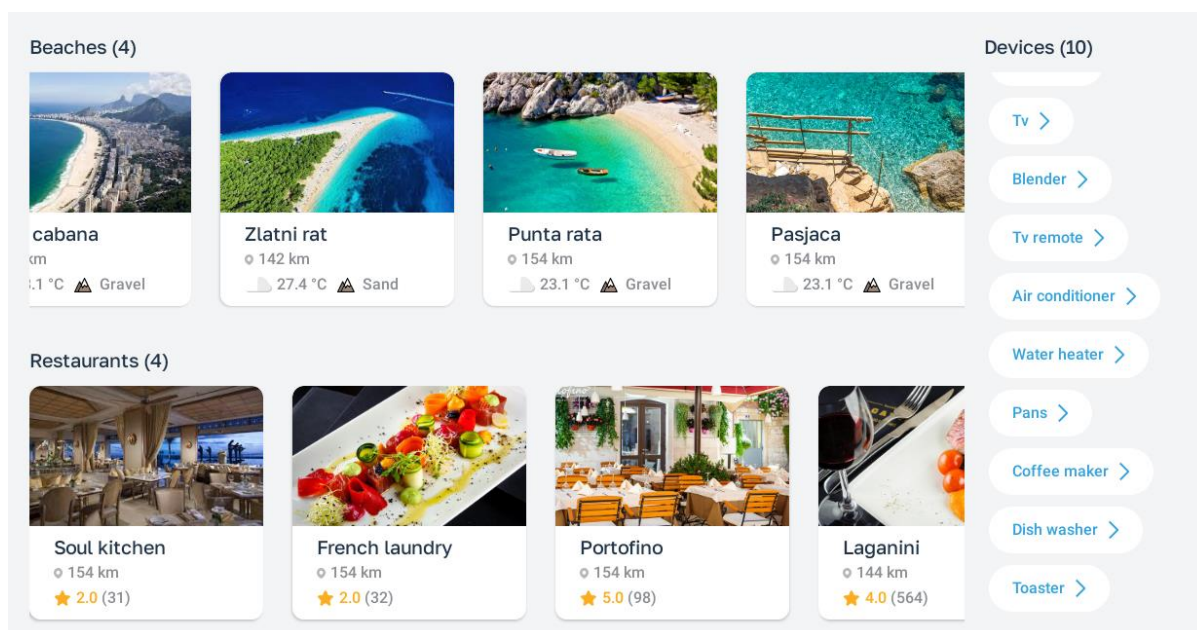 Beaches (4)
cabana
km
.1 °C Gravel
Zlatni rat
142 km
27.4 °C Sand
Punta rata
154 km
23.1 °C Gravel
Pasjaca
154 km
23.1 °C Gravel
Restaurants (4)
Soul kitchen
154 km
2.0 (31)
French laundry
154 km
2.0 (32)
Portofino
154 km
5.0 (98)
Laganini
144 km
4.0 (564)
Devices (10)
Tv
Blender
Tv remote
Air conditioner
Water heater
Pans
Coffee maker
Dish washer
Toaster